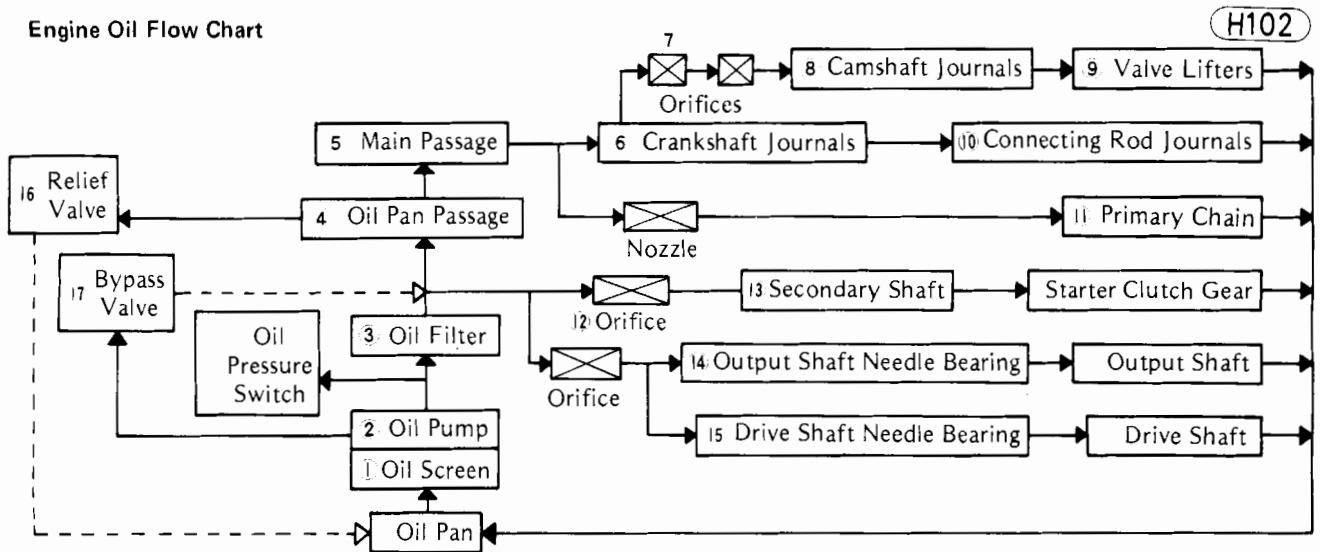 Engine Oil Flow Chart
H102
7
Orifices
8 Camshaft Journals
9 Valve Lifters
5 Main Passage
6 Crankshaft Journals
10 Connecting Rod Journals
16 Relief
Valve
4 Oil Pan Passage
Nozzle
11 Primary Chain
17 Bypass
Valve
12 Orifice
13 Secondary Shaft
Starter Clutch Gear
3 Oil Filter
Oil
Pressure
Switch
Orifice
14 Output Shaft Needle Bearing
Output Shaft
2 Oil Pump
15 Drive Shaft Needle Bearing
Drive Shaft
1 Oil Screen
Oil Pan